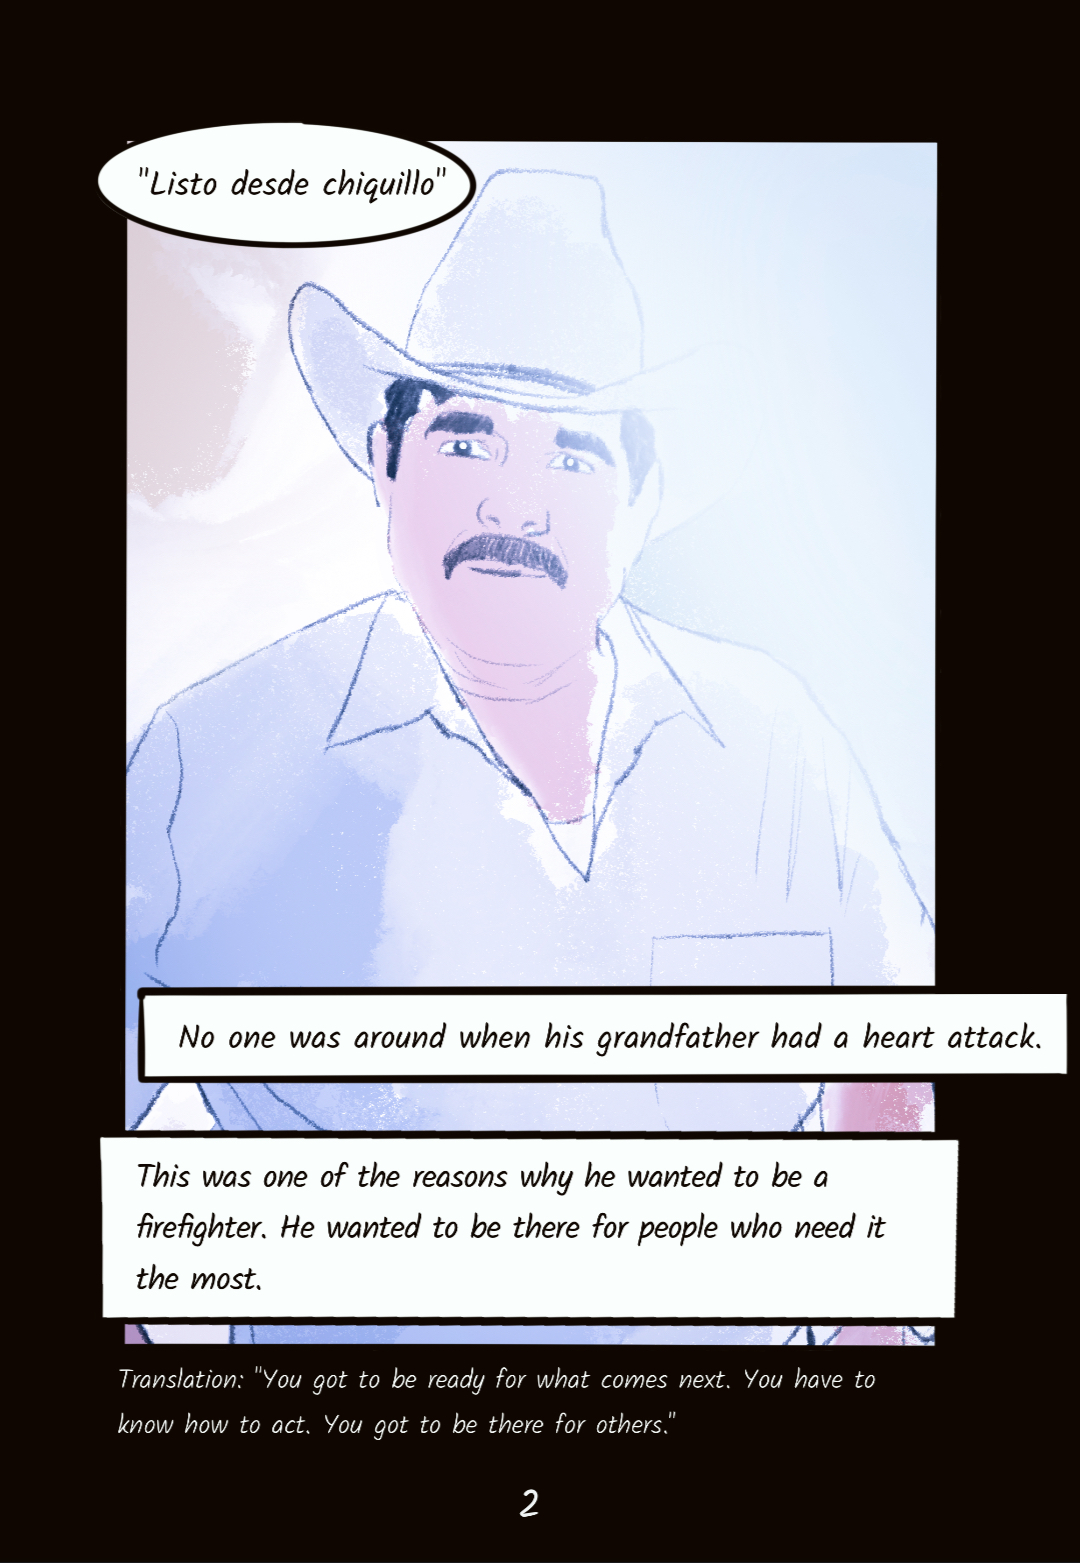 "Listo desde chiquillo"
No one was around when his grandfather had a heart attack.
This was one of the reasons why he wanted to be a
firefighter. He wanted to be there for people who need it
the most.
Translation: "You got to be ready for what comes next. You have to
know how to act. You got to be there for others."
2